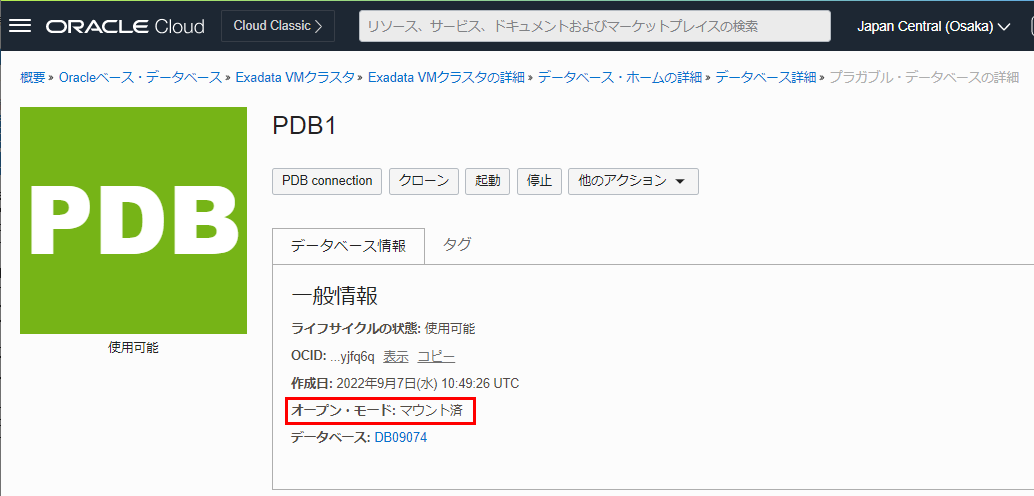 ORACLE Cloud
Cloud Classic >
リソース、サービス、ドキュメントおよびマーケットプレイスの検索
Japan Central (Osaka)
概要 » Oracleベース・データベース » Exadata VMクラスタ » Exadata VMクラスタの詳細 » データベース・ホームの詳細 » データベース詳細 » プラガブル・データベースの詳細
PDB
使用可能
PDB1
PDB connection
クローン
起動
停止
他のアクション
データベース情報
タグ
一般情報
ライフサイクルの状態: 使用可能
OCID: ...yjfq6q 表示 コピー
作成日: 2022年9月7日(水) 10:49:26 UTC
オープン・モード: マウント済
データベース: DB09074